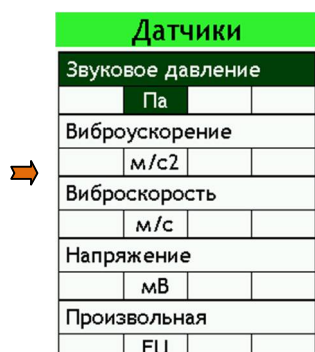 Датчики
Звуковое давление
Па
Виброускорение
м/с2
Виброскорость
м/с
Напряжение
мВ
Произвольная
EU